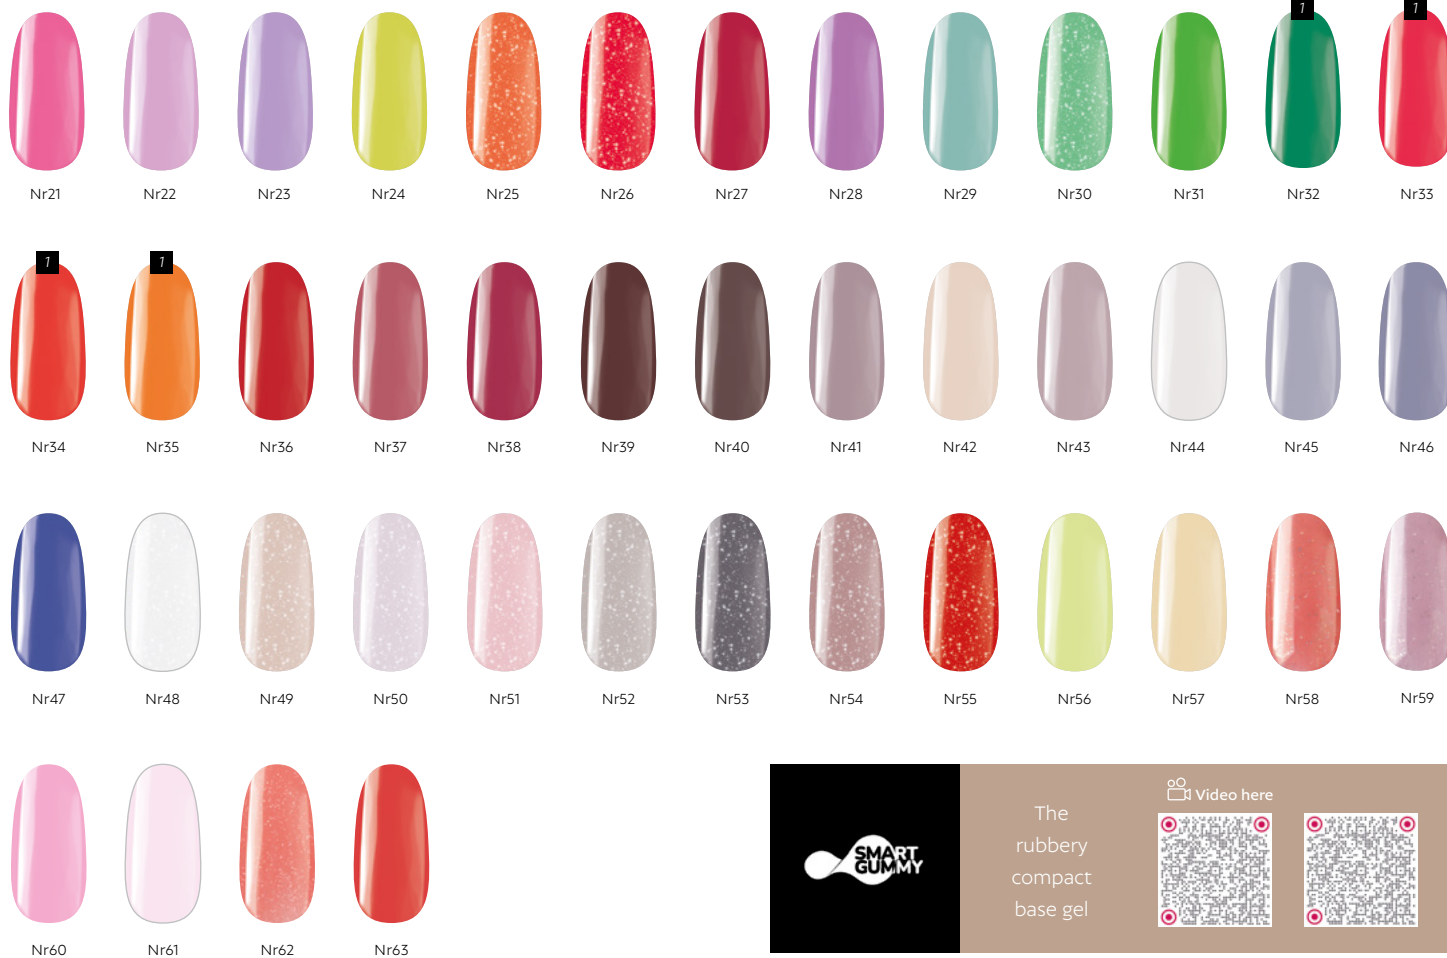 1 1
Nr21 Nr22 Nr23 Nr24 Nr25 Nr26 Nr27 Nr28 Nr29 Nr30 Nr31 Nr32 Nr33
1 1
Nr34 Nr35 Nr36 Nr37 Nr38 Nr39 Nr40 Nr41 Nr42 Nr43 Nr44 Nr45 Nr46
Nr47 Nr48 Nr49 Nr50 Nr51 Nr52 Nr53 Nr54 Nr55 Nr56 Nr57 Nr58 Nr59
Nr60 Nr61 Nr62 Nr63
SMART
GUMMY
The
rubbery
compact
base gel
Video here